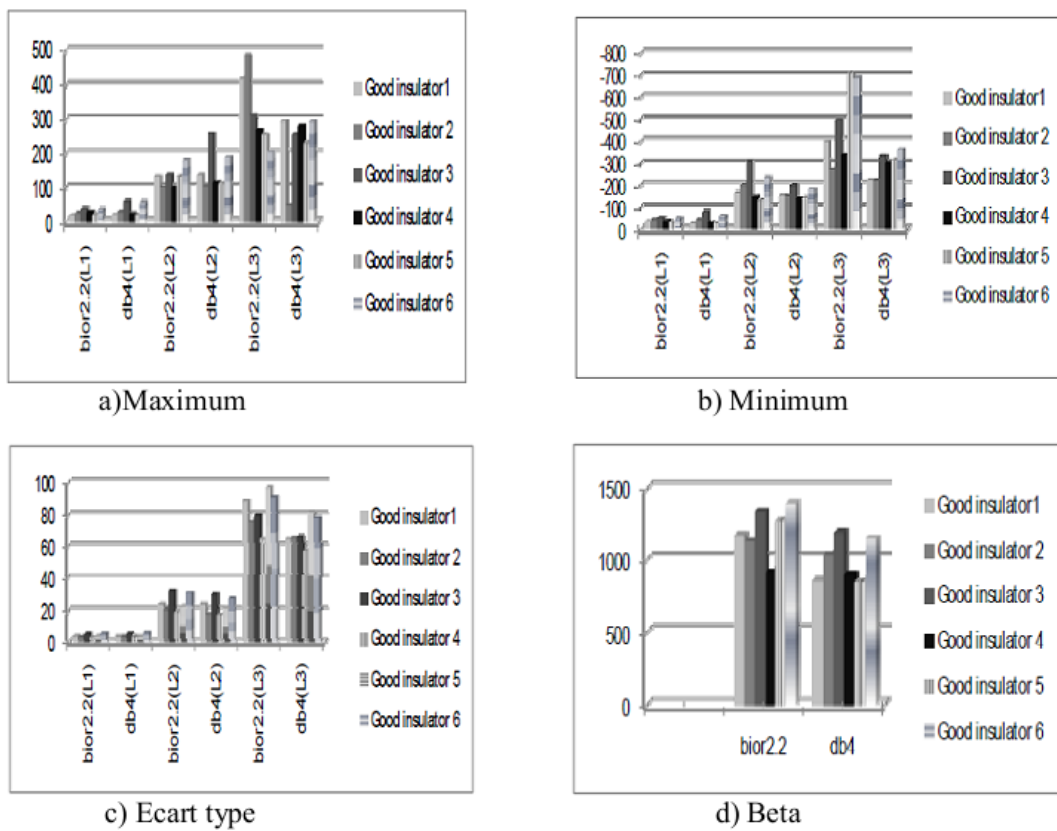 500
400
300
200
100
0
bior2.2(L1)
db4(L1)
bior2.2(L2)
db4(L2)
bior2.2(L3)
db4(L3)
Good insulator1
Good insulator 2
Good insulator 3
Good insulator 4
Good insulator 5
Good insulator 6
a)Maximum
-800
-700
-600
-500
-400
-300
-200
-100
0
bior2.2(L1)
db4(L1)
bior2.2(L2)
db4(L2)
bior2.2(L3)
db4(L3)
Good insulator1
Good insulator 2
Good insulator 3
Good insulator 4
Good insulator 5
Good insulator 6
b) Minimum
100
80
60
40
20
0
bior2.2(L1)
db4(L1)
bior2.2(L2)
db4(L2)
bior2.2(L3)
db4(L3)
Good insulator1
Good insulator 2
Good insulator 3
Good insulator 4
Good insulator 5
Good insulator 6
c) Ecart type
1500
1000
500
0
bior2.2
db4
Good insulator 1
Good insulator 2
Good insulator 3
Good insulator 4
Good insulator 5
Good insulator 6
d) Beta